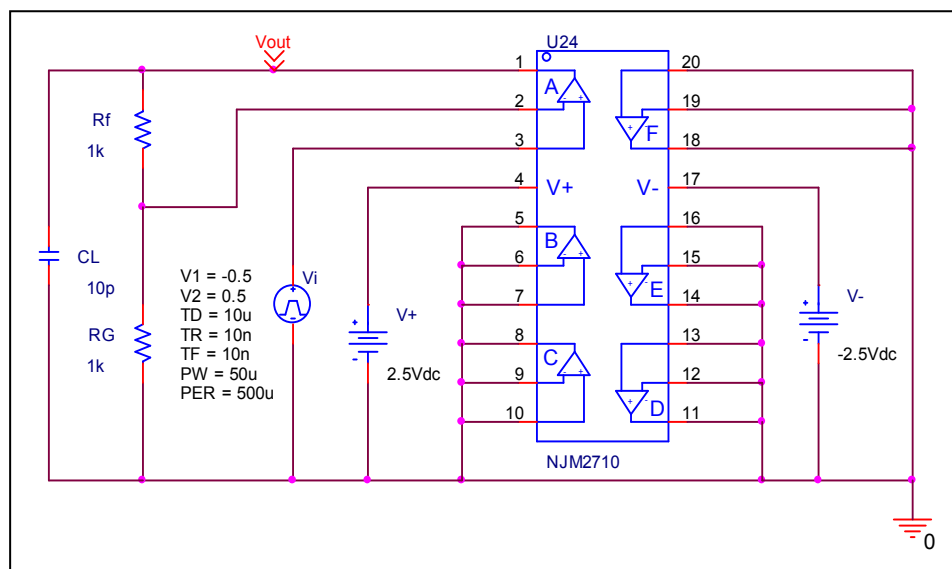 Vout
U24
1
2
3
4
5
6
7
8
9
10
20
19
18
17
16
15
14
13
12
11
A
B
C
F
E
D
-
+
-
+
-
+
+
-
+
-
+
-
V+
V-
NJM2710
Rf
1k
CL
10p
RG
1k
V1 = -0.5
V2 = 0.5
TD = 10u
TR = 10n
TF = 10n
PW = 50u
PER = 500u
Vi
+
-
V+
+
-
2.5Vdc
V-
+
-
-2.5Vdc
0